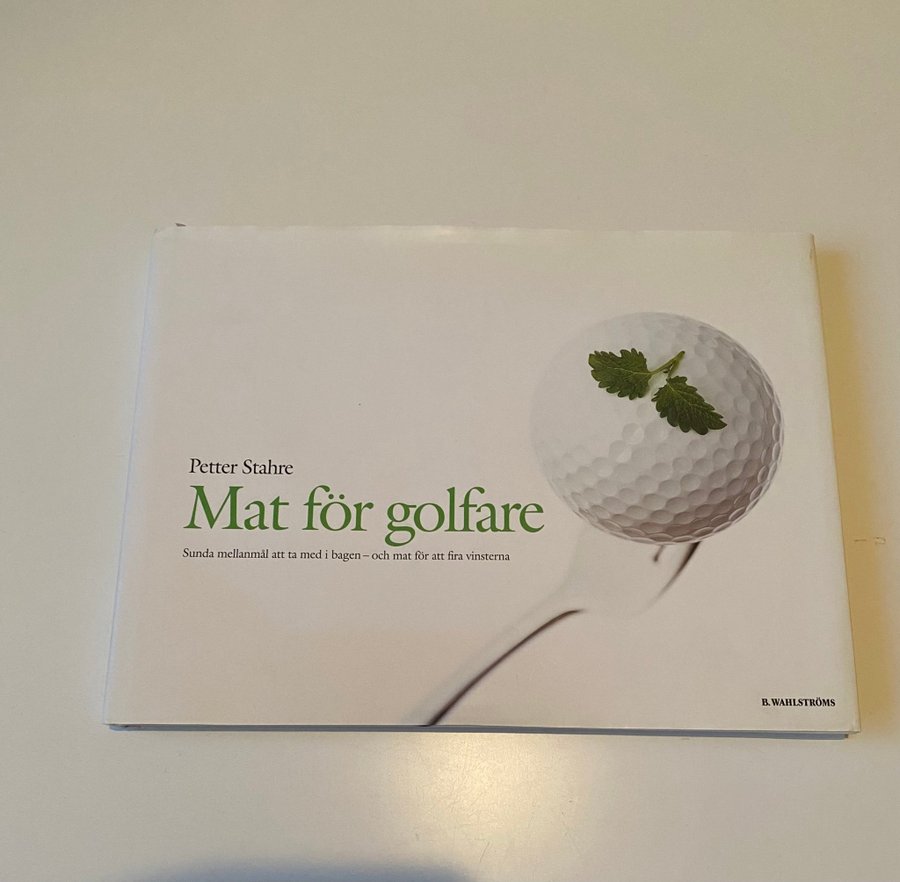 Petter Stahre
Mat för golfare
Sunda mellanmål att ta med i bagen – och mat för att fira vinsterna
B. WAHLSTRÖMS